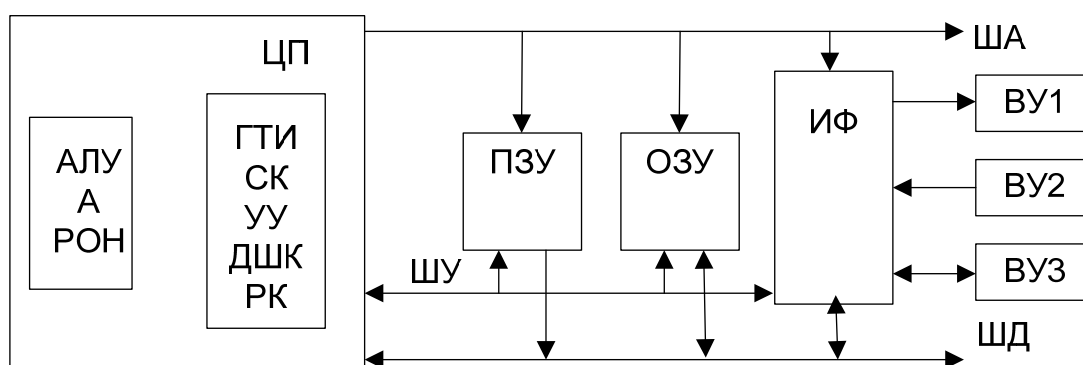 ЦП
АЛУ
А
РОН
ГТИ
СК
УУ
ДШК
РК
ПЗУ
ОЗУ
ИФ
ША
ВУ1
ВУ2
ВУ3
ШУ
ШД